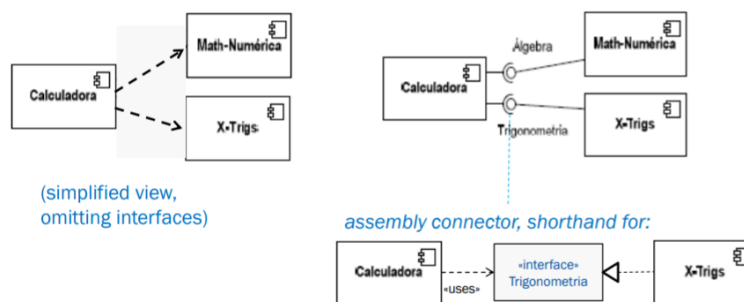 Math-Numérica
Calculadora
X-Trigs
(simplified view,
omitting interfaces)
Álgebra
Math-Numérica
Calculadora
Trigonometría
X-Trigs
assembly connector, shorthand for:
Calculadora
«uses»
«interface»
Trigonometria
X-Trigs